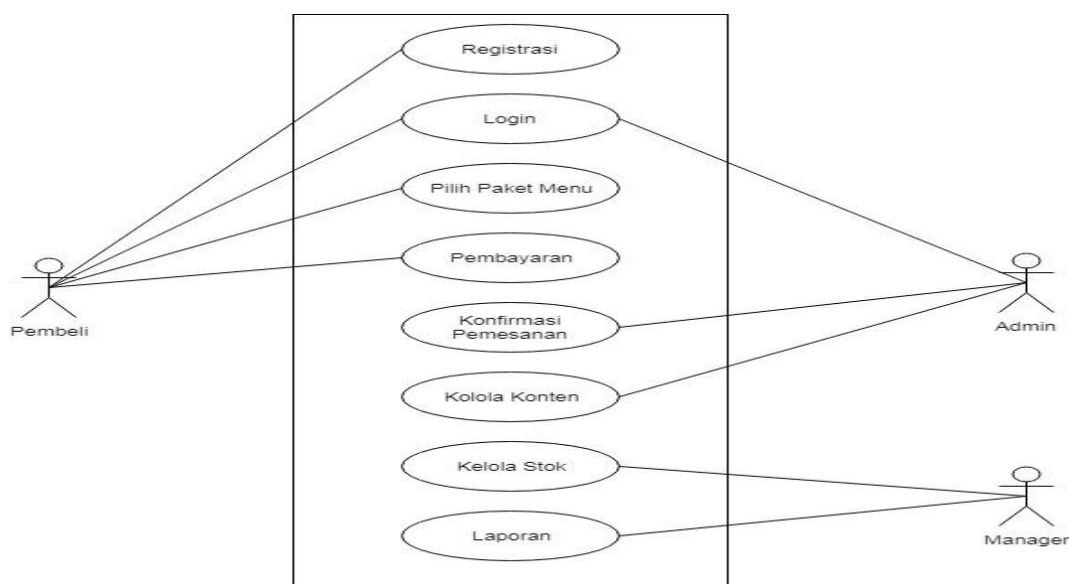 Registrasi
Login
Pilih Paket Menu
Pembayaran
Konfirmasi
Pemesanan
Kolola Konten
Kelola Stok
Laporan
Pembeli
Admin
Manager